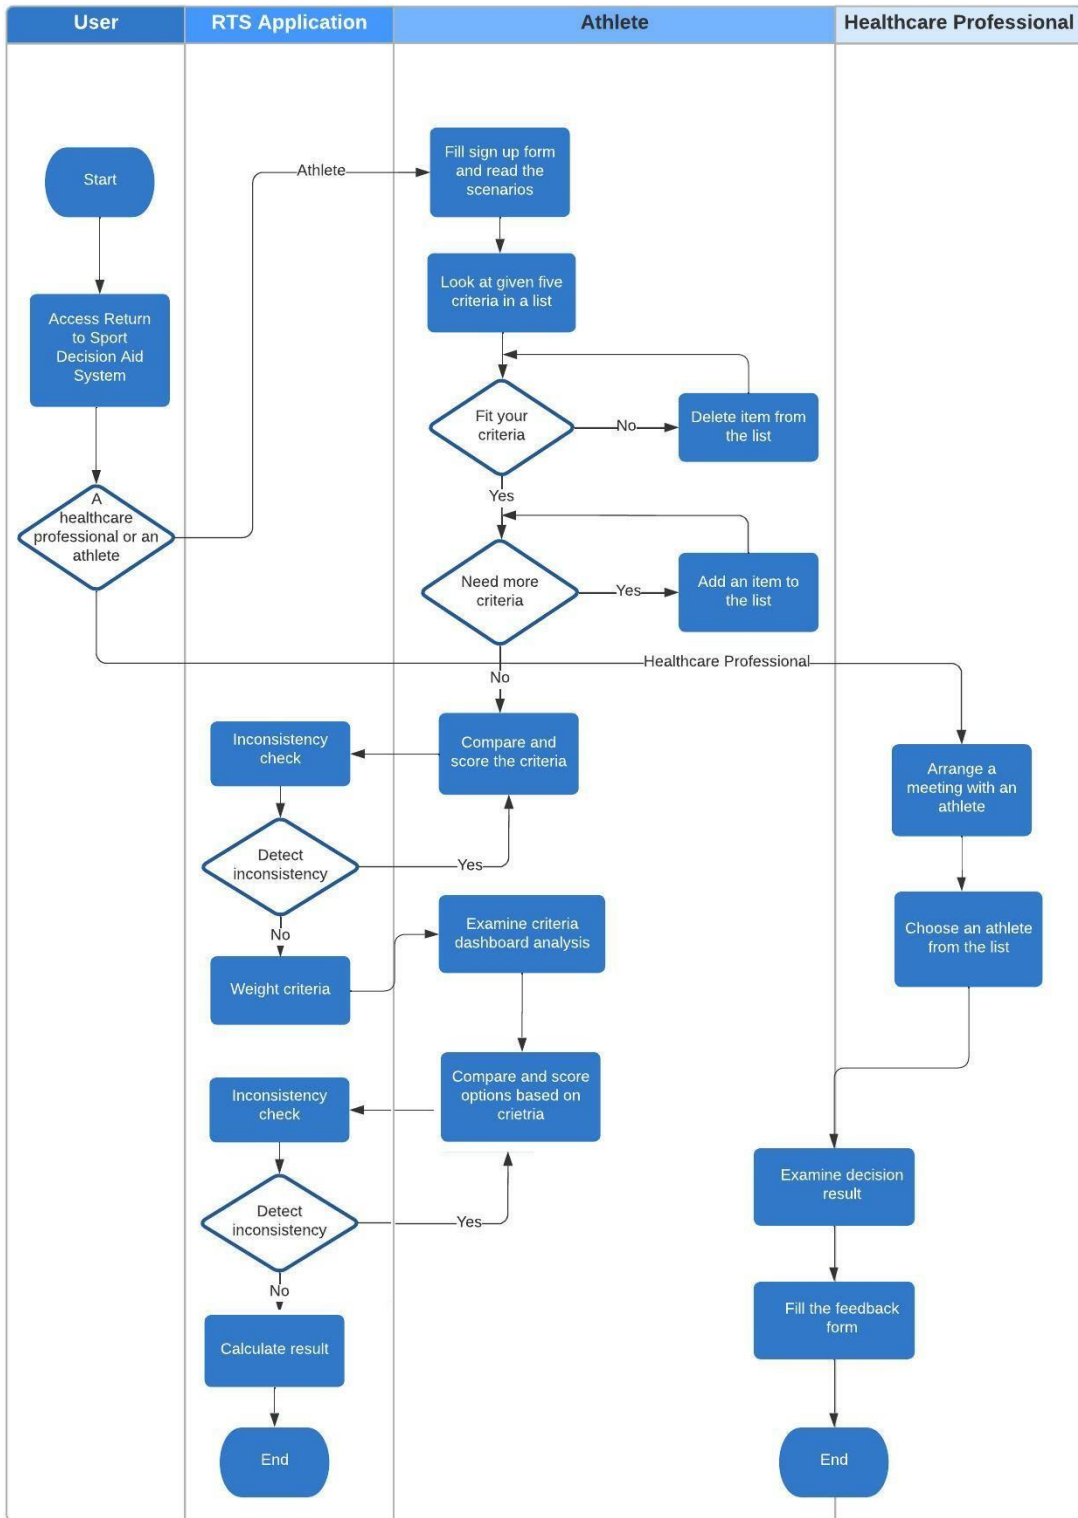 User
RTS Application
Athlete
Healthcare Professional
Start
Access Return
to Sport
Decision Aid
System
A
healthcare
professional or an
athlete
Athlete
Fill sign up form
and read the
scenarios
Look at given five
criteria in a list
Fit your
criteria
No
Delete item from
the list
Yes
Need more
criteria
Yes
Add an item to
the list
Healthcare Professional
No
Compare and
score the criteria
Inconsistency
check
Detect
inconsistency
Yes
No
Weight criteria
Examine criteria
dashboard analysis
Compare and score
options based on
crietria
Inconsistency
check
Detect
inconsistency
Yes
No
Calculate result
End
Arrange a
meeting with an
athlete
Choose an athlete
from the list
Examine decision
result
Fill the feedback
form
End